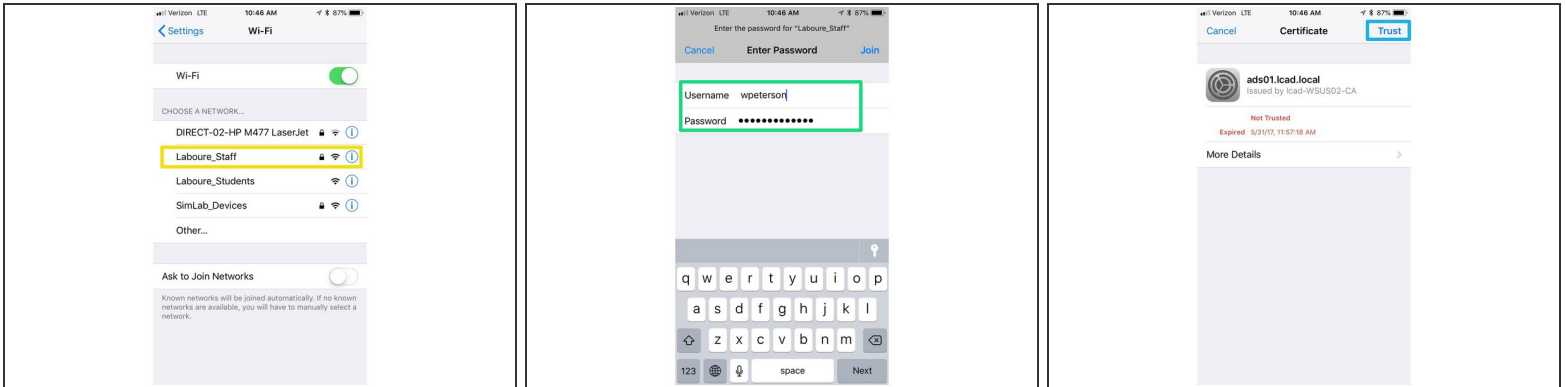 Verizon LTE 10:46 AM 87%
Settings Wi-Fi
Wi-Fi
CHOOSE A NETWORK...
DIRECT-02-HP M477 LaserJet
Laboure_Staff
Laboure_Students
SimLab_Devices
Other...
Ask to Join Networks
Known networks will be joined automatically. If no known
networks are available, you will have to manually select a
network.
Verizon LTE 10:46 AM 87%
Enter the password for "Laboure_Staff"
Cancel Enter Password Join
Username wpeterson
Password •••••••••••••
q w e r t y u i o p
a s d f g h j k l
z x c v b n m
123 space Next
Verizon LTE 10:46 AM 87%
Cancel Certificate Trust
ads01.lcad.local
Issued by lcad-WSUS02-CA
Not Trusted
Expired 5/31/17, 11:57:18 AM
More Details